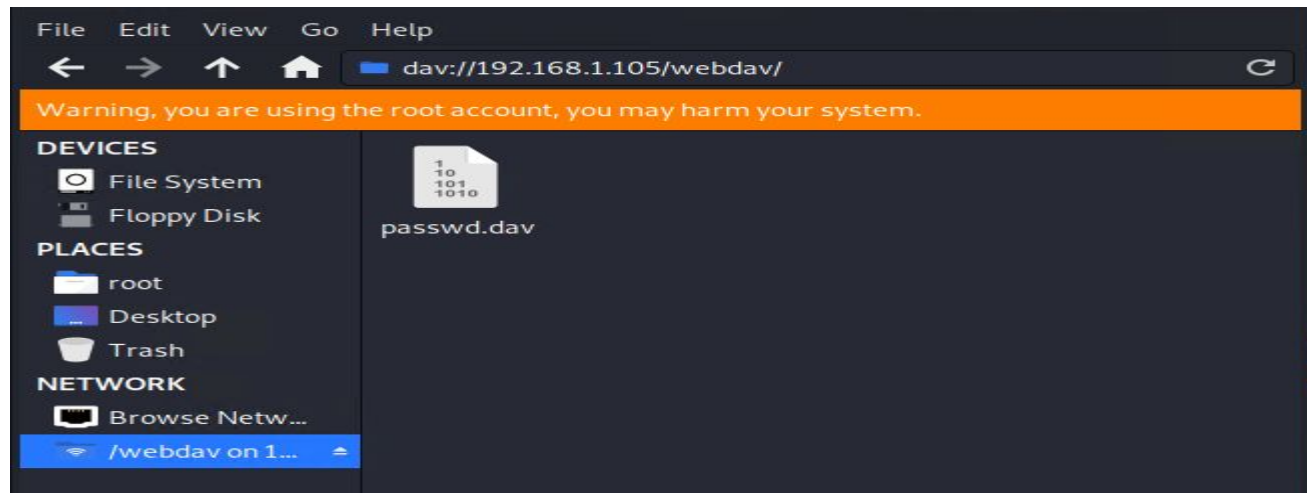 File Edit View Go Help
dav://192.168.1.105/webdav/
Warning, you are using the root account, you may harm your system.
DEVICES
File System
Floppy Disk
PLACES
root
Desktop
Trash
NETWORK
Browse Netw...
/webdav on 1...
1
10
101
1010
passwd.dav